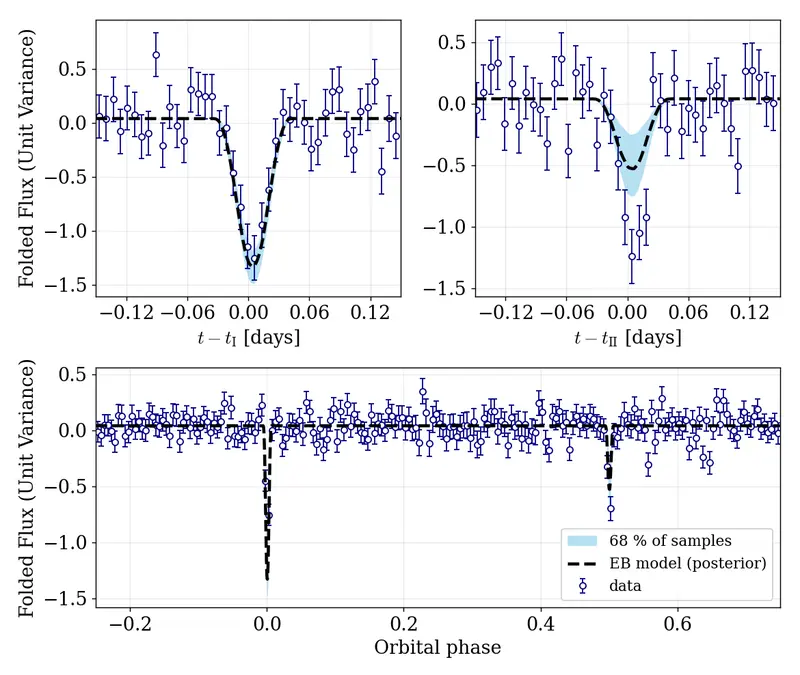 Folded Flux (Unit Variance)
0.5
0.0
−0.5
−1.0
−1.5
−0.12 −0.06 0.00 0.06 0.12
t − t_I [days]
0.5
0.0
−0.5
−1.0
−1.5
−0.12 −0.06 0.00 0.06 0.12
t − t_II [days]
Folded Flux (Unit Variance)
0.5
0.0
−0.5
−1.0
−1.5
68 % of samples
EB model (posterior)
data
−0.2 0.0 0.2 0.4 0.6
Orbital phase